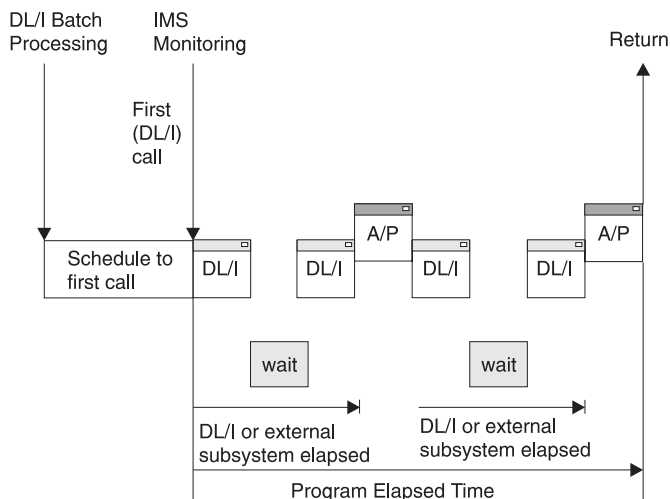 DL/I Batch
Processing
IMS
Monitoring
Return
First
(DL/I)
call
Schedule to
first call
DL/I
DL/I
A/P
DL/I
DL/I
A/P
wait
wait
DL/I or external
subsystem elapsed
DL/I or external
subsystem elapsed
Program Elapsed Time